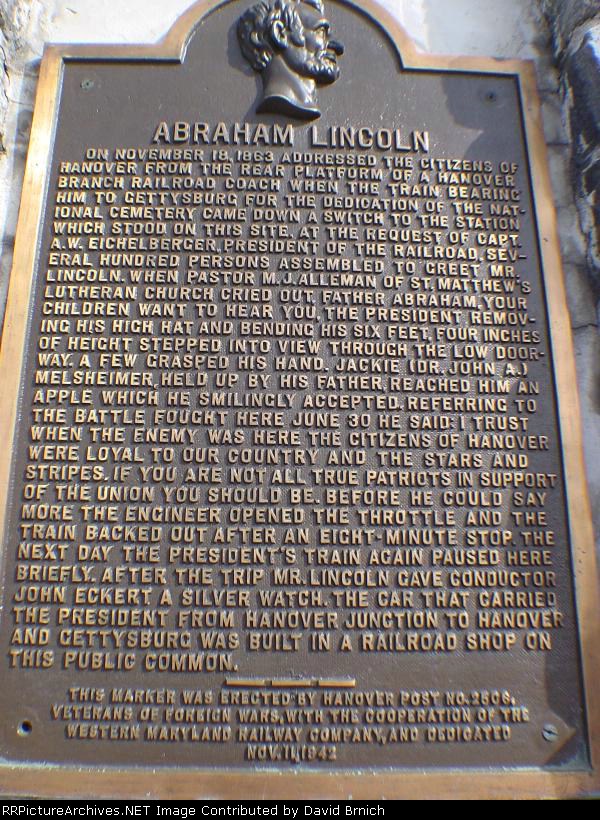 ABRAHAM LINCOLN
ON NOVEMBER 18, 1863 ADDRESSED THE CITIZENS OF
HANOVER FROM THE REAR PLATFORM OF A HANOVER
BRANCH RAILROAD COACH WHEN THE TRAIN BEARING
HIM TO GETTYSBURG FOR THE DEDICATION OF THE NAT-
IONAL CEMETERY CAME DOWN A SWITCH TO THE STATION
WHICH STOOD ON THIS SITE. AT THE REQUEST OF CAPT.
A.W. EICHELBERGER, PRESIDENT OF THE RAILROAD, SEV-
ERAL HUNDRED PERSONS ASSEMBLED TO GREET MR.
LINCOLN. WHEN PASTOR M.J. ALLEMAN OF ST. MATTHEW'S
LUTHERAN CHURCH CRIED OUT, FATHER ABRAHAM, YOUR
CHILDREN WANT TO HEAR YOU, THE PRESIDENT REMOV-
ING HIS HIGH HAT AND BENDING HIS SIX FEET, FOUR INCHES
OF HEIGHT STEPPED INTO VIEW THROUGH THE LOW DOOR-
WAY. A FEW GRASPED HIS HAND. JACKIE (DR. JOHN A.)
MELSHEIMER, HELD UP BY HIS FATHER, REACHED HIM AN
APPLE WHICH HE SMILINGLY ACCEPTED. REFERRING TO
THE BATTLE FOUGHT HERE JUNE 30 HE SAID: I TRUST
WHEN THE ENEMY WAS HERE THE CITIZENS OF HANOVER
WERE LOYAL TO OUR COUNTRY AND THE STARS AND
STRIPES. IF YOU ARE NOT ALL TRUE PATRIOTS IN SUPPORT
OF THE UNION YOU SHOULD BE. BEFORE HE COULD SAY
MORE THE ENGINEER OPENED THE THROTTLE AND THE
TRAIN BACKED OUT AFTER AN EIGHT-MINUTE STOP. THE
NEXT DAY THE PRESIDENT'S TRAIN AGAIN PAUSED HERE
BRIEFLY. AFTER THE TRIP MR. LINCOLN GAVE CONDUCTOR
JOHN ECKERT A SILVER WATCH. THE CAR THAT CARRIED
THE PRESIDENT FROM HANOVER JUNCTION TO HANOVER
AND GETTYSBURG WAS BUILT IN A RAILROAD SHOP ON
THIS PUBLIC COMMON.
THIS MARKER WAS ERECTED BY HANOVER POST NO. 2506,
VETERANS OF FOREIGN WARS, WITH THE COOPERATION OF THE
WESTERN MARYLAND RAILWAY COMPANY, AND DEDICATED
NOV. 11, 1942
RRPictureArchives.NET Image Contributed by David Brnich